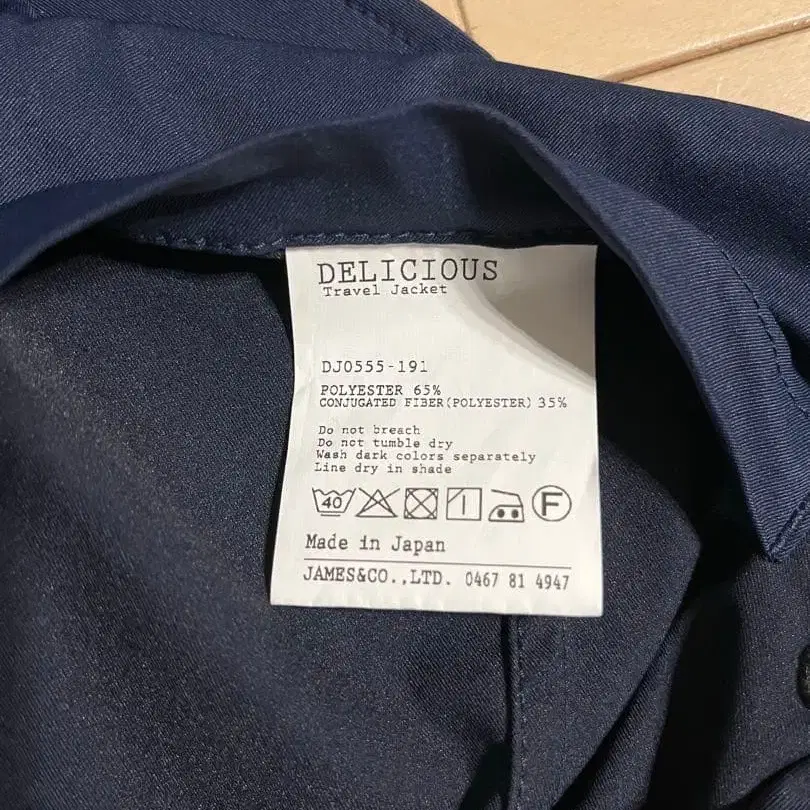 DELICIOUS
Travel Jacket
DJ0555-191
POLYESTER 65%
CONJUGATED FIBER(POLYESTER) 35%
Do not breach
Do not tumble dry
Wash dark colors separately
Line dry in shade
40 F
Made in Japan
JAMES&CO.,LTD. 0467 81 4947